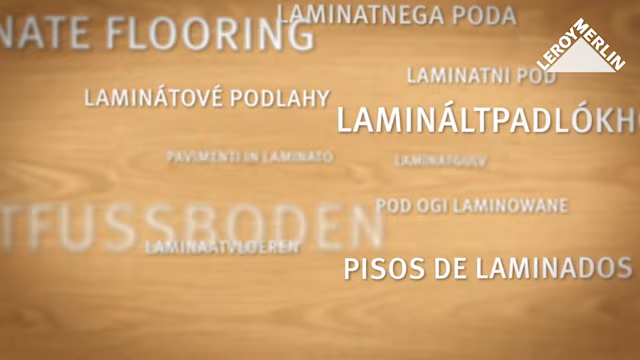 LAMINATNEGA PODA
NATE FLOORING
LEROY MERLIN
LAMINATNI POD
LAMINÁTOVÉ PODLAHY
LAMINÁLTPADLÓKH
PAVIMENTI IN LAMINATO
LAMINATGULV
POD OGI LAMINOWANE
TFUSSBODEN
LAMINAATVLOEREN
PISOS DE LAMINADOS